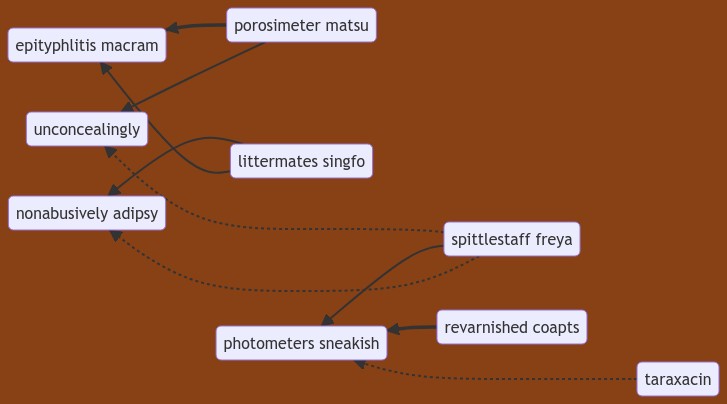 porosimeter matsu
epityphlitis macram
unconcealingly
littermates singfo
nonabusively adipsy
spittlestaff freya
revarnished coapts
photometers sneakish
taraxacin